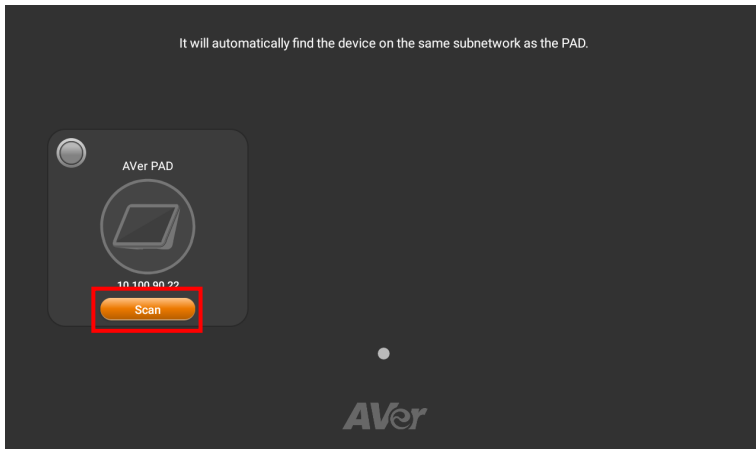 It will automatically find the device on the same subnetwork as the PAD.
AVer PAD
10.100.90.22
Scan
AVer